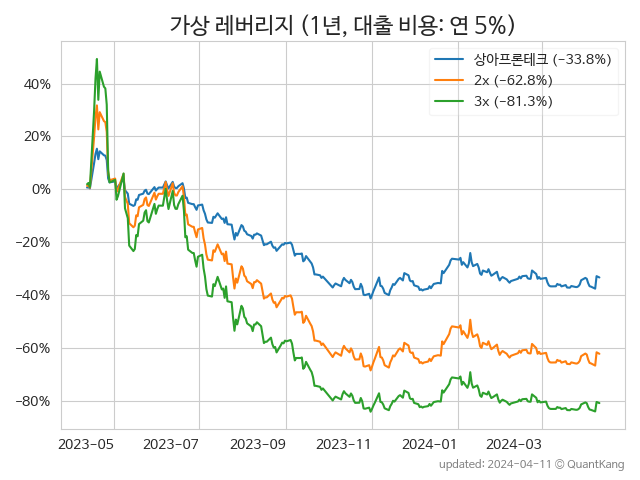 가상 레버리지 (1년, 대출 비용: 연 5%)
상아프론테크 (−33.8%)
2x (−62.8%)
3x (−81.3%)
40%
20%
0%
−20%
−40%
−60%
−80%
2023-05 2023-07 2023-09 2023-11 2024-01 2024-03
updated: 2024-04-11 © QuantKang